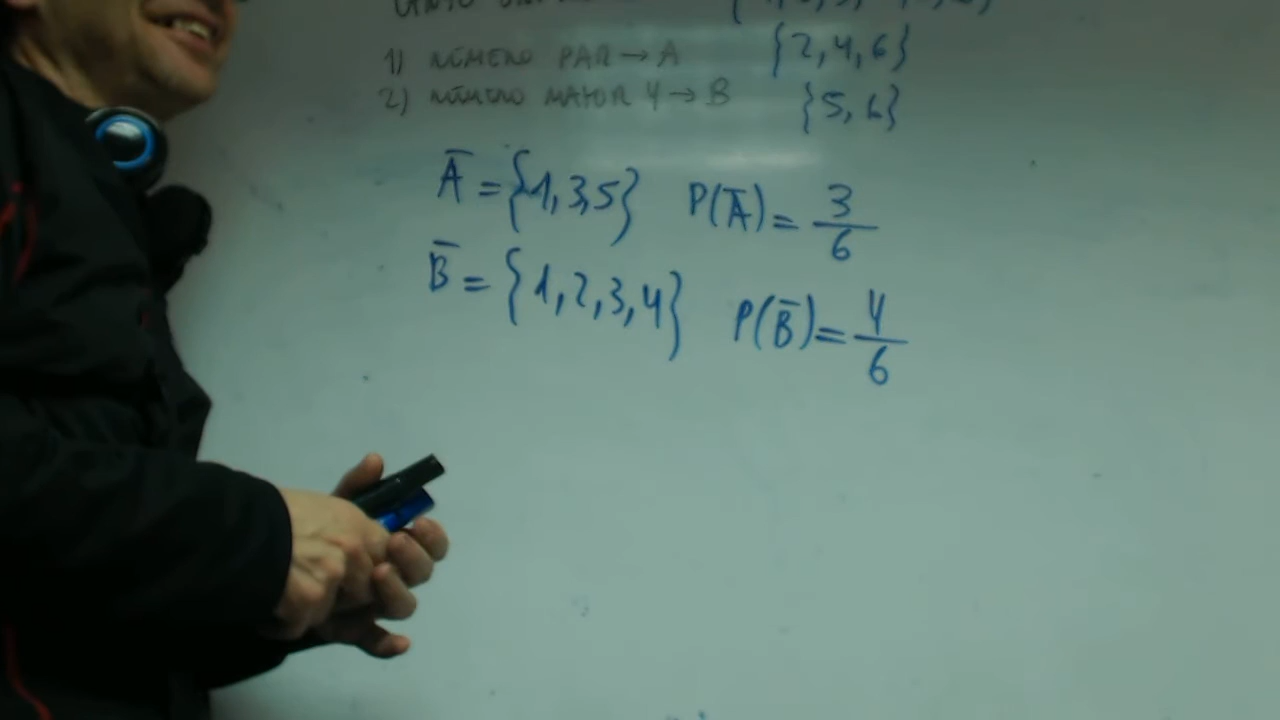 1) NÚMERO PAR → A {2, 4, 6}
2) NÚMERO MAIOR 4 → B {5, 6}
A̅ = {1, 3, 5} P(A̅) = 3/6
B̅ = {1, 2, 3, 4} P(B̅) = 4/6